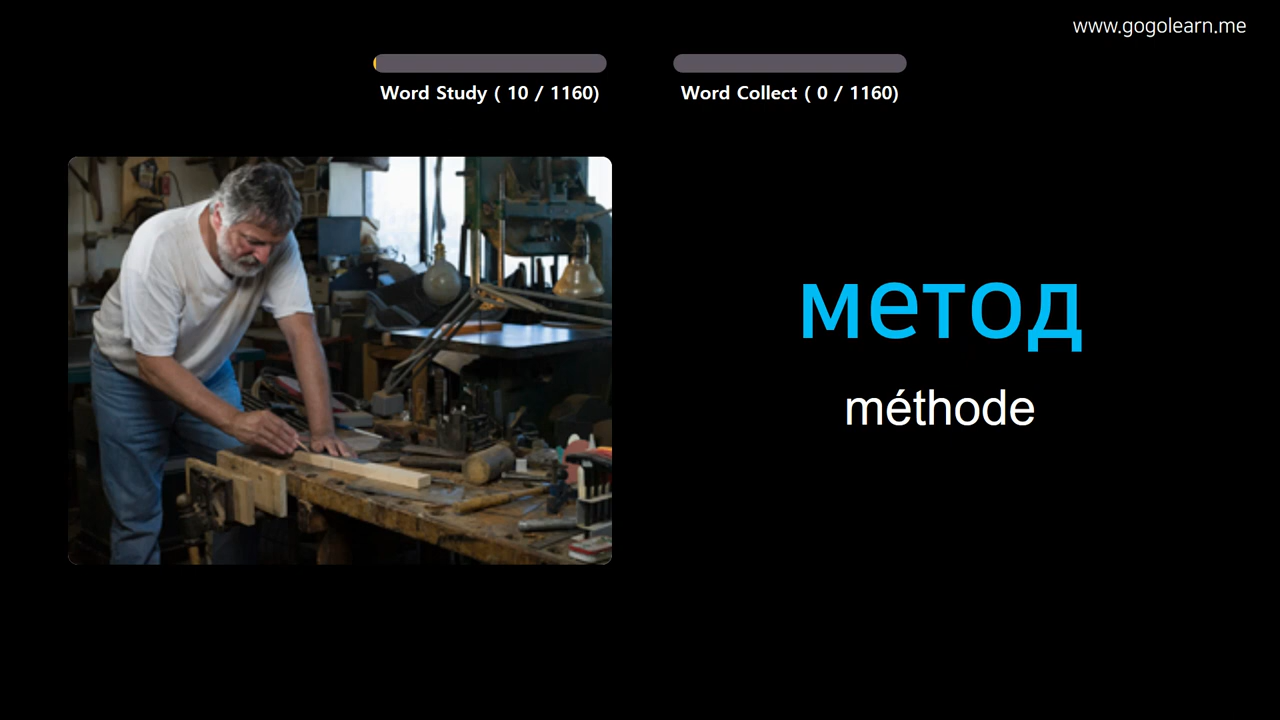 www.gogolearn.me
Word Study ( 10 / 1160)
Word Collect ( 0 / 1160)
метод
méthode